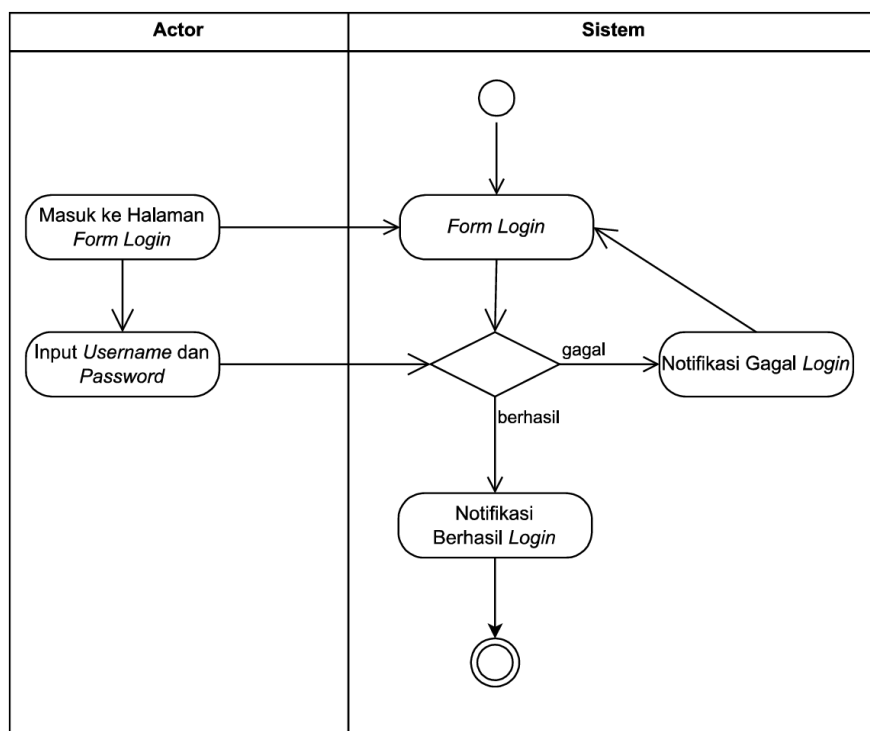 Actor
Sistem
Masuk ke Halaman
Form Login
Form Login
Input Username dan
Password
gagal
Notifikasi Gagal Login
berhasil
Notifikasi
Berhasil Login